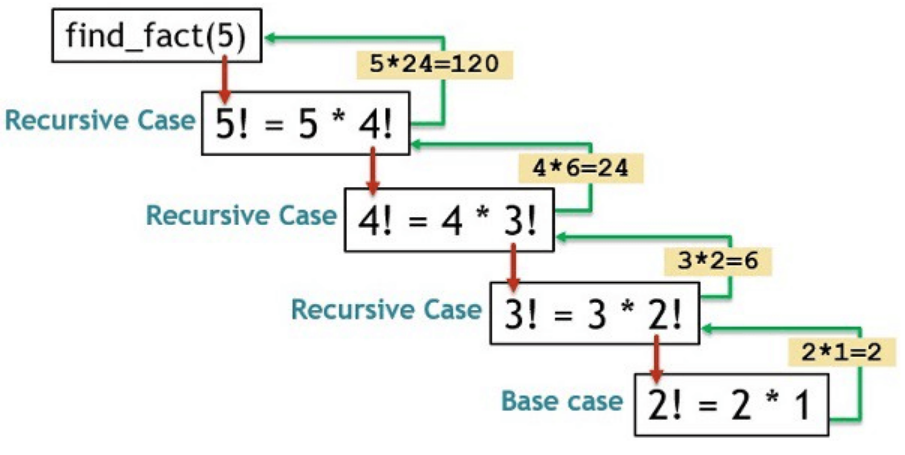 find_fact(5)
5*24=120
Recursive Case
5! = 5 * 4!
4*6=24
Recursive Case
4! = 4 * 3!
3*2=6
Recursive Case
3! = 3 * 2!
2*1=2
Base case
2! = 2 * 1